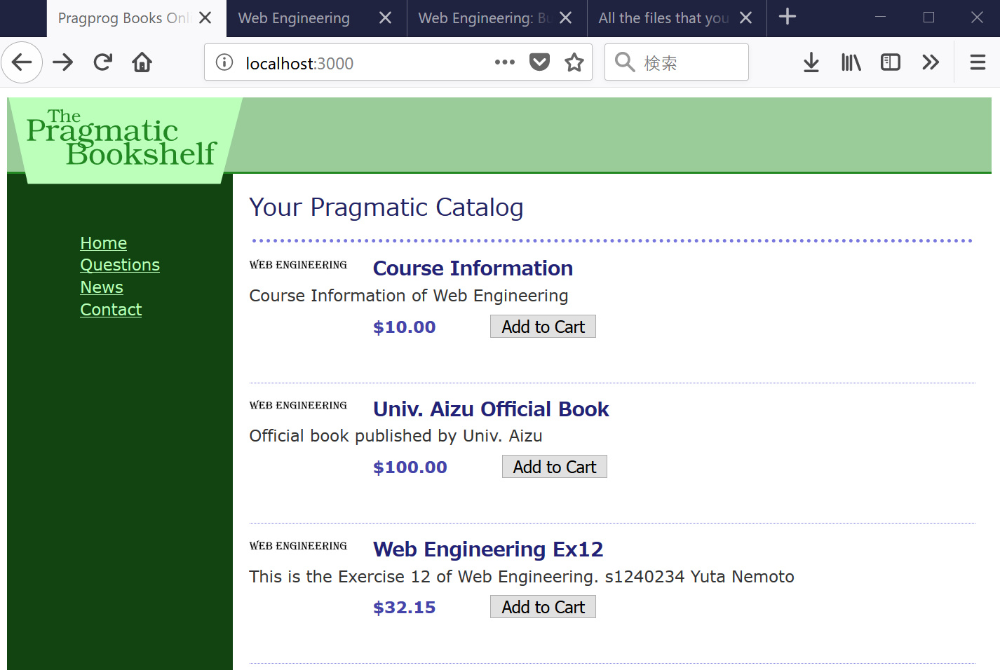 Pragprog Books Onli
Web Engineering
Web Engineering: Bu
All the files that you
localhost:3000
検索
The
Pragmatic
Bookshelf
Home
Questions
News
Contact
Your Pragmatic Catalog
WEB ENGINEERING
Course Information
Course Information of Web Engineering
$10.00
Add to Cart
WEB ENGINEERING
Univ. Aizu Official Book
Official book published by Univ. Aizu
$100.00
Add to Cart
WEB ENGINEERING
Web Engineering Ex12
This is the Exercise 12 of Web Engineering. s1240234 Yuta Nemoto
$32.15
Add to Cart